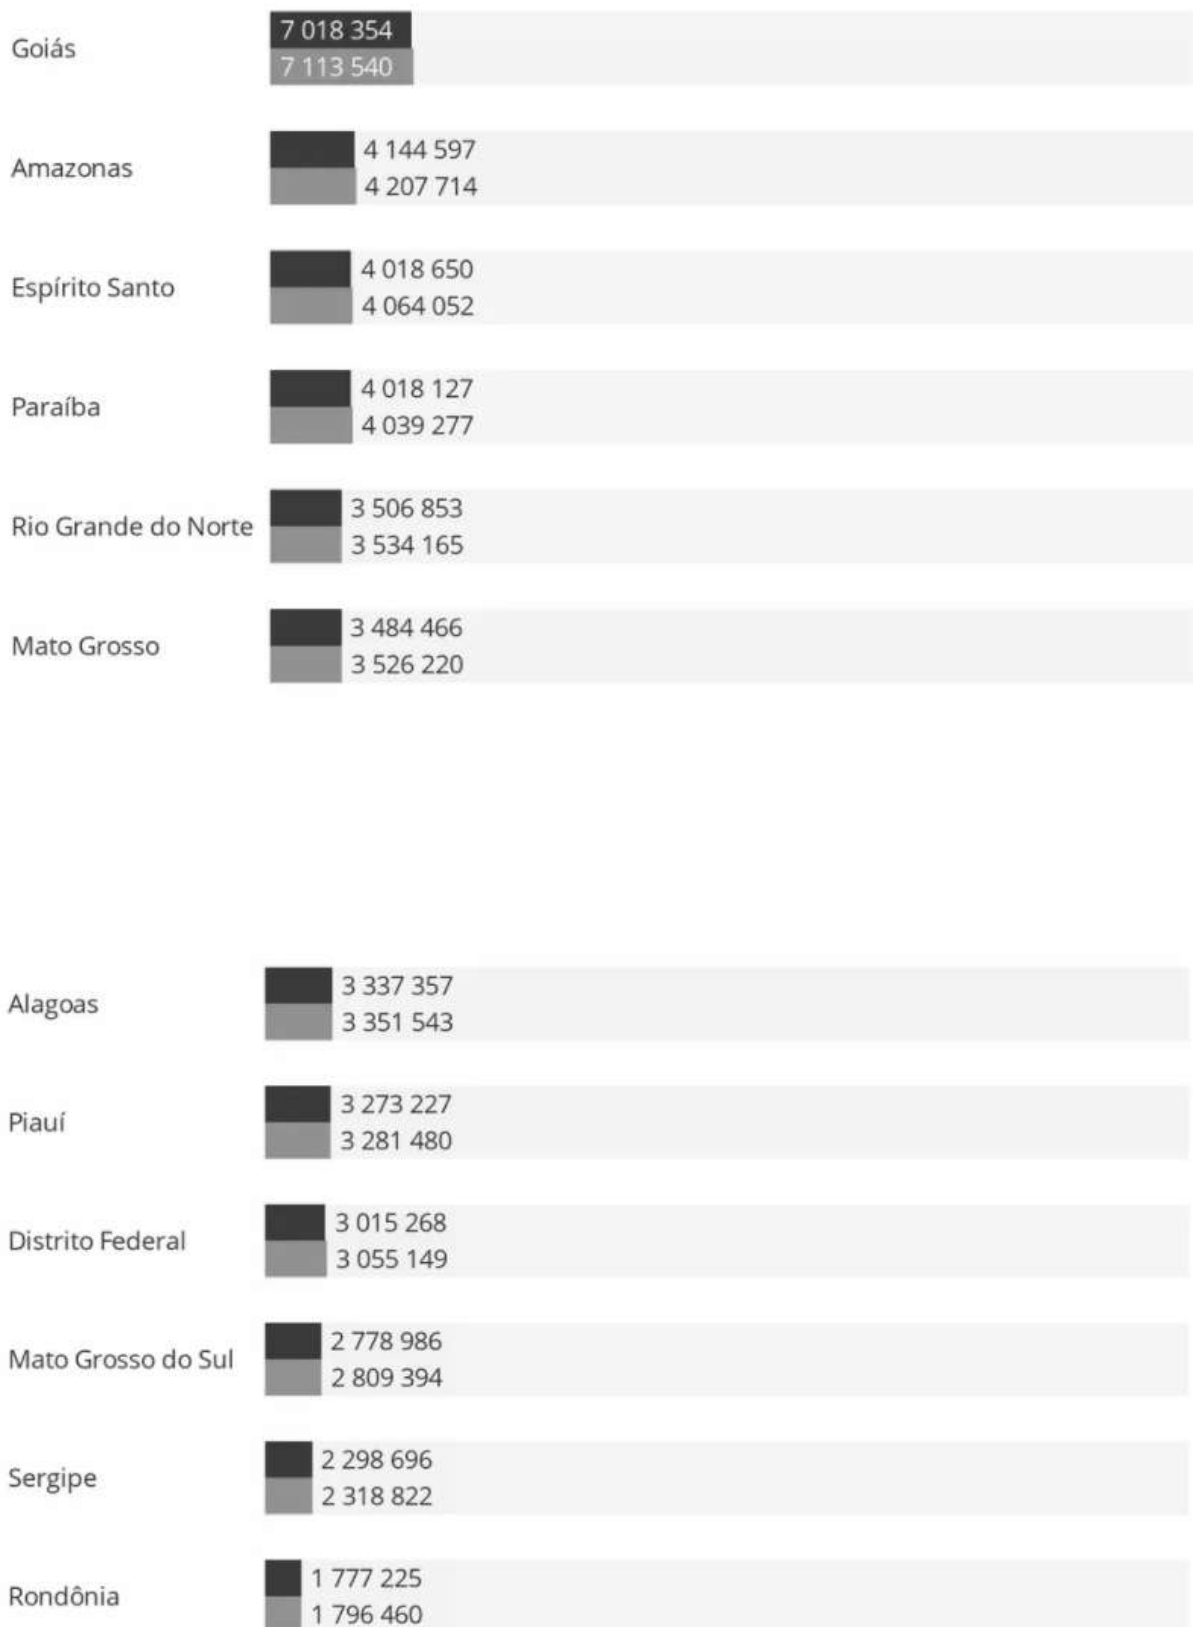 Goiás
7 018 354
7 113 540
Amazonas
4 144 597
4 207 714
Espírito Santo
4 018 650
4 064 052
Paraíba
4 018 127
4 039 277
Rio Grande do Norte
3 506 853
3 534 165
Mato Grosso
3 484 466
3 526 220
Alagoas
3 337 357
3 351 543
Piauí
3 273 227
3 281 480
Distrito Federal
3 015 268
3 055 149
Mato Grosso do Sul
2 778 986
2 809 394
Sergipe
2 298 696
2 318 822
Rondônia
1 777 225
1 796 460